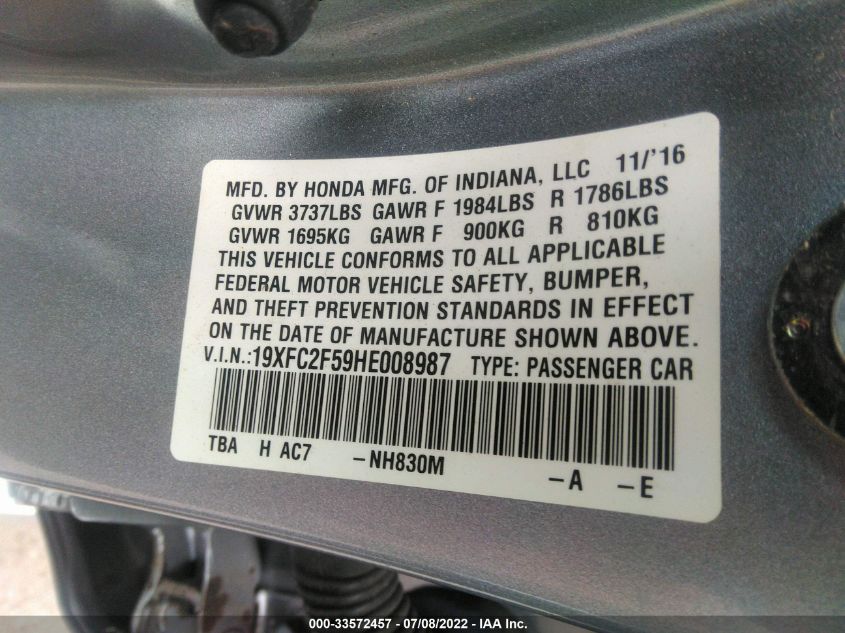 MFD. BY HONDA MFG. OF INDIANA, LLC 11/'16
GVWR 3737LBS GAWR F 1984LBS R 1786LBS
GVWR 1695KG GAWR F 900KG R 810KG
THIS VEHICLE CONFORMS TO ALL APPLICABLE
FEDERAL MOTOR VEHICLE SAFETY, BUMPER,
AND THEFT PREVENTION STANDARDS IN EFFECT
ON THE DATE OF MANUFACTURE SHOWN ABOVE.
V.I.N.:19XFC2F59HE008987 TYPE: PASSENGER CAR
TBA H AC7 -NH830M -A -E
000-33572457 - 07/08/2022 - IAA Inc.